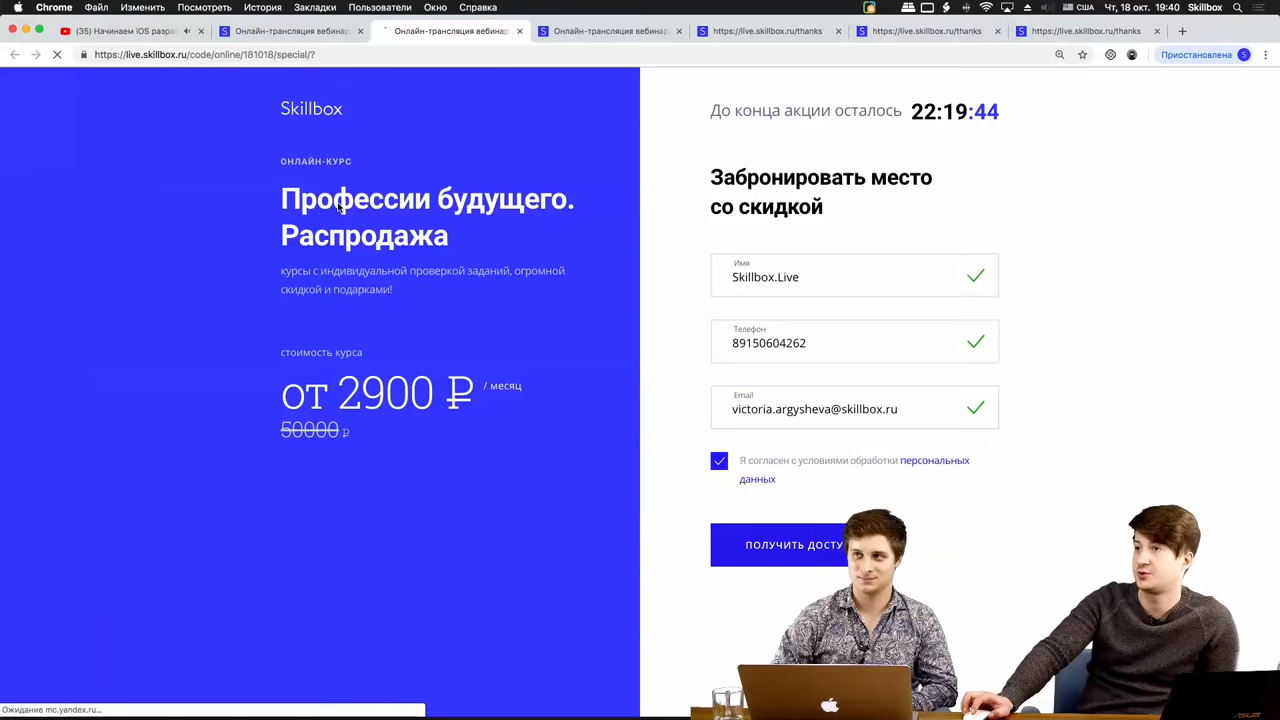 Chrome Файл Изменить Посмотреть История Закладки Пользователи Окно Справка США Чт, 18 окт. 19:40 Skillbox
(35) Начинаем iOS разраб
Онлайн-трансляция вебинар
Онлайн-трансляция вебинар
Онлайн-трансляция вебинар
https://live.skillbox.ru/thanks
https://live.skillbox.ru/thanks
https://live.skillbox.ru/thanks
https://live.skillbox.ru/code/online/181018/special/?
Приостановлена S
Skillbox
ОНЛАЙН-КУРС
Профессии будущего.
Распродажа
курсы с индивидуальной проверкой заданий, огромной
скидкой и подарками!
стоимость курса
от 2900 ₽ / месяц
50000 ₽
До конца акции осталось 22:19:44
Забронировать место
со скидкой
Имя
Skillbox.Live
Телефон
89150604262
Email
victoria.argysheva@skillbox.ru
Я согласен с условиями обработки персональных
данных
ПОЛУЧИТЬ ДОСТУ
Ожидание mc.yandex.ru...
ASUS